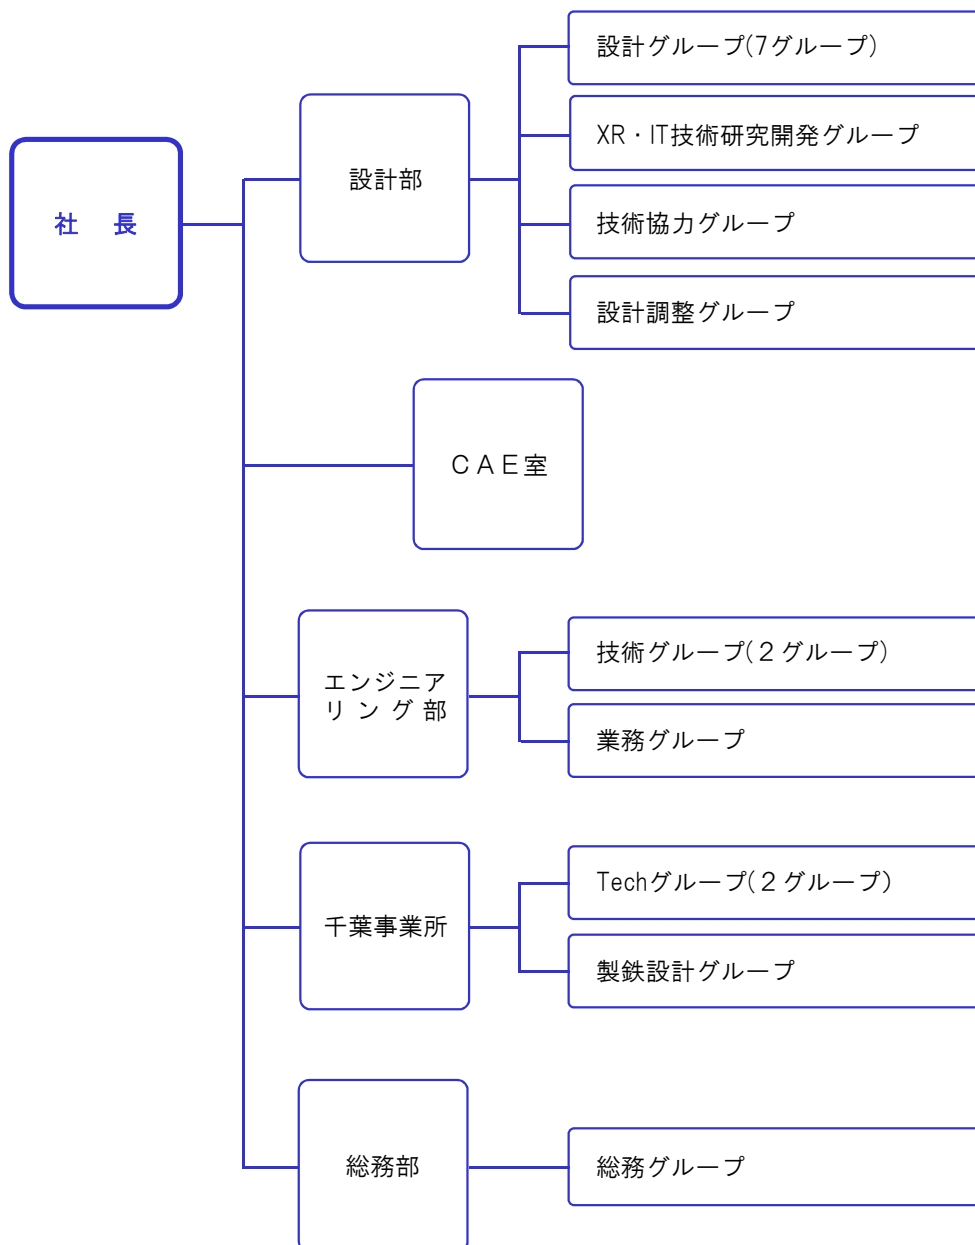 社　長
設計部
設計グループ(7グループ)
XR・IT技術研究開発グループ
技術協力グループ
設計調整グループ
ＣＡＥ室
エンジニア
リング部
技術グループ(２グループ)
業務グループ
千葉事業所
Techグループ(２グループ)
製鉄設計グループ
総務部
総務グループ